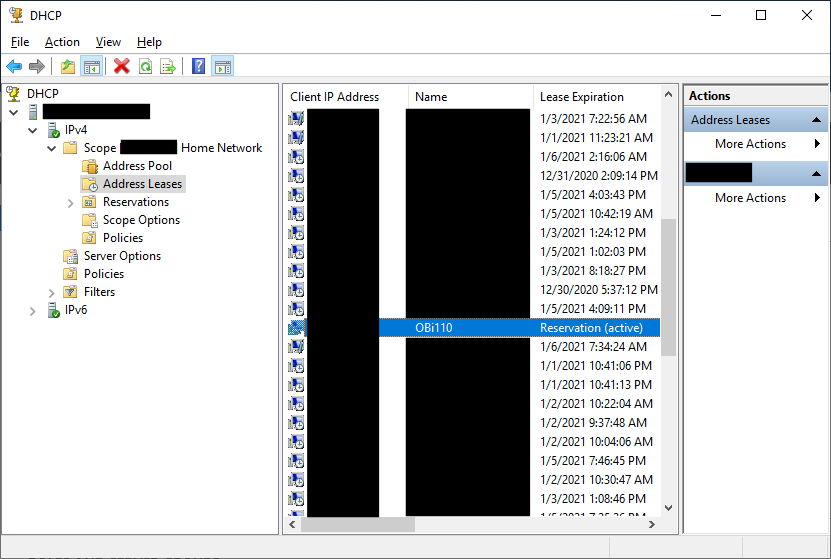 DHCP
File Action View Help
DHCP
IPv4
Scope Home Network
Address Pool
Address Leases
Reservations
Scope Options
Policies
Server Options
Policies
Filters
IPv6
Client IP Address Name Lease Expiration
1/3/2021 7:22:56 AM
1/1/2021 11:23:21 AM
1/6/2021 2:16:06 AM
12/31/2020 2:09:14 PM
1/5/2021 4:03:43 PM
1/5/2021 10:42:19 AM
1/3/2021 1:24:12 PM
1/5/2021 1:02:03 PM
1/3/2021 8:18:27 PM
12/30/2020 5:37:12 PM
1/5/2021 4:09:11 PM
OBi110 Reservation (active)
1/6/2021 7:34:24 AM
1/1/2021 10:41:06 PM
1/1/2021 10:41:13 PM
1/2/2021 10:22:04 AM
1/2/2021 9:37:48 AM
1/2/2021 10:04:06 AM
1/5/2021 7:46:45 PM
1/2/2021 10:30:47 AM
1/3/2021 1:08:46 PM
Actions
Address Leases
More Actions
More Actions